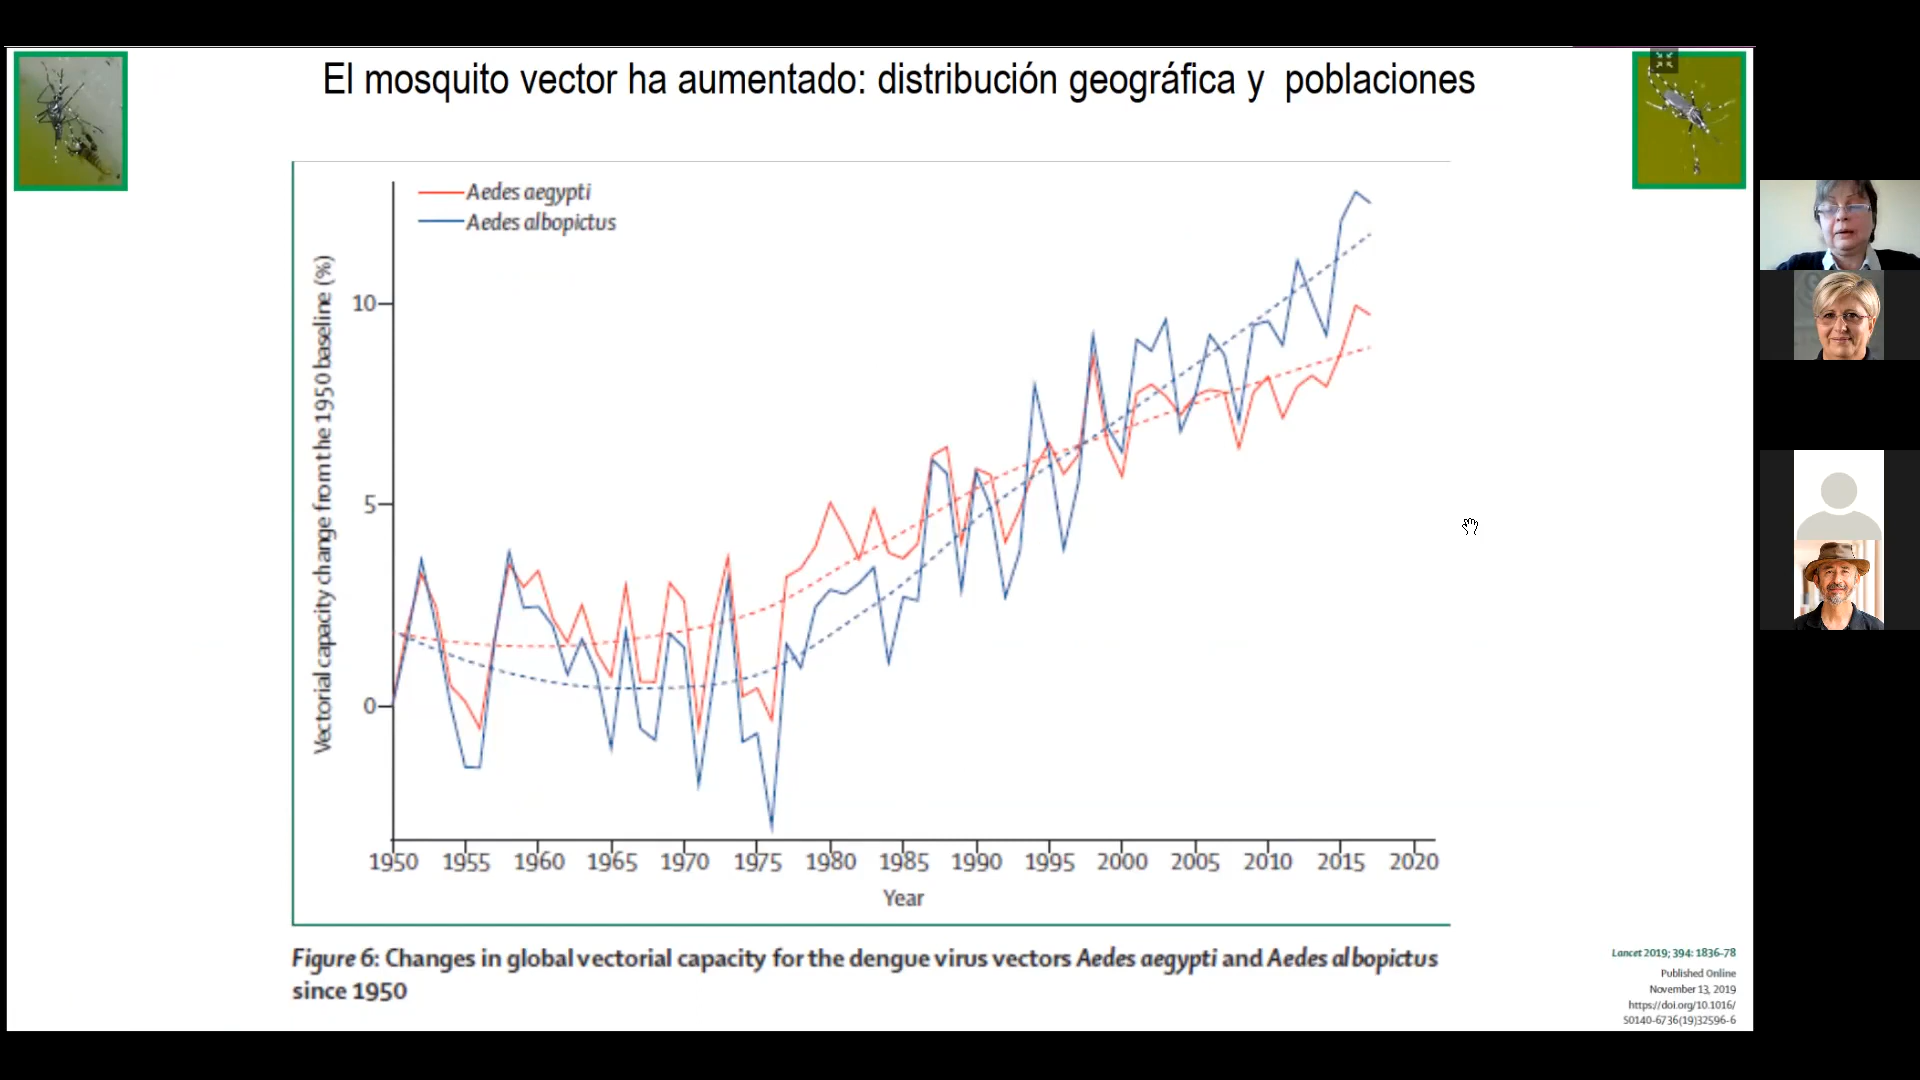 El mosquito vector ha aumentado: distribución geográfica y poblaciones
Aedes aegypti
Aedes albopictus
Vectorial capacity change from the 1950 baseline (%)
10
5
0
1950 1955 1960 1965 1970 1975 1980 1985 1990 1995 2000 2005 2010 2015 2020
Year
Figure 6: Changes in global vectorial capacity for the dengue virus vectors Aedes aegypti and Aedes albopictus
since 1950
Lancet 2019; 394: 1836-78
Published Online
November 13, 2019
https://doi.org/10.1016/
S0140-6736(19)32596-6